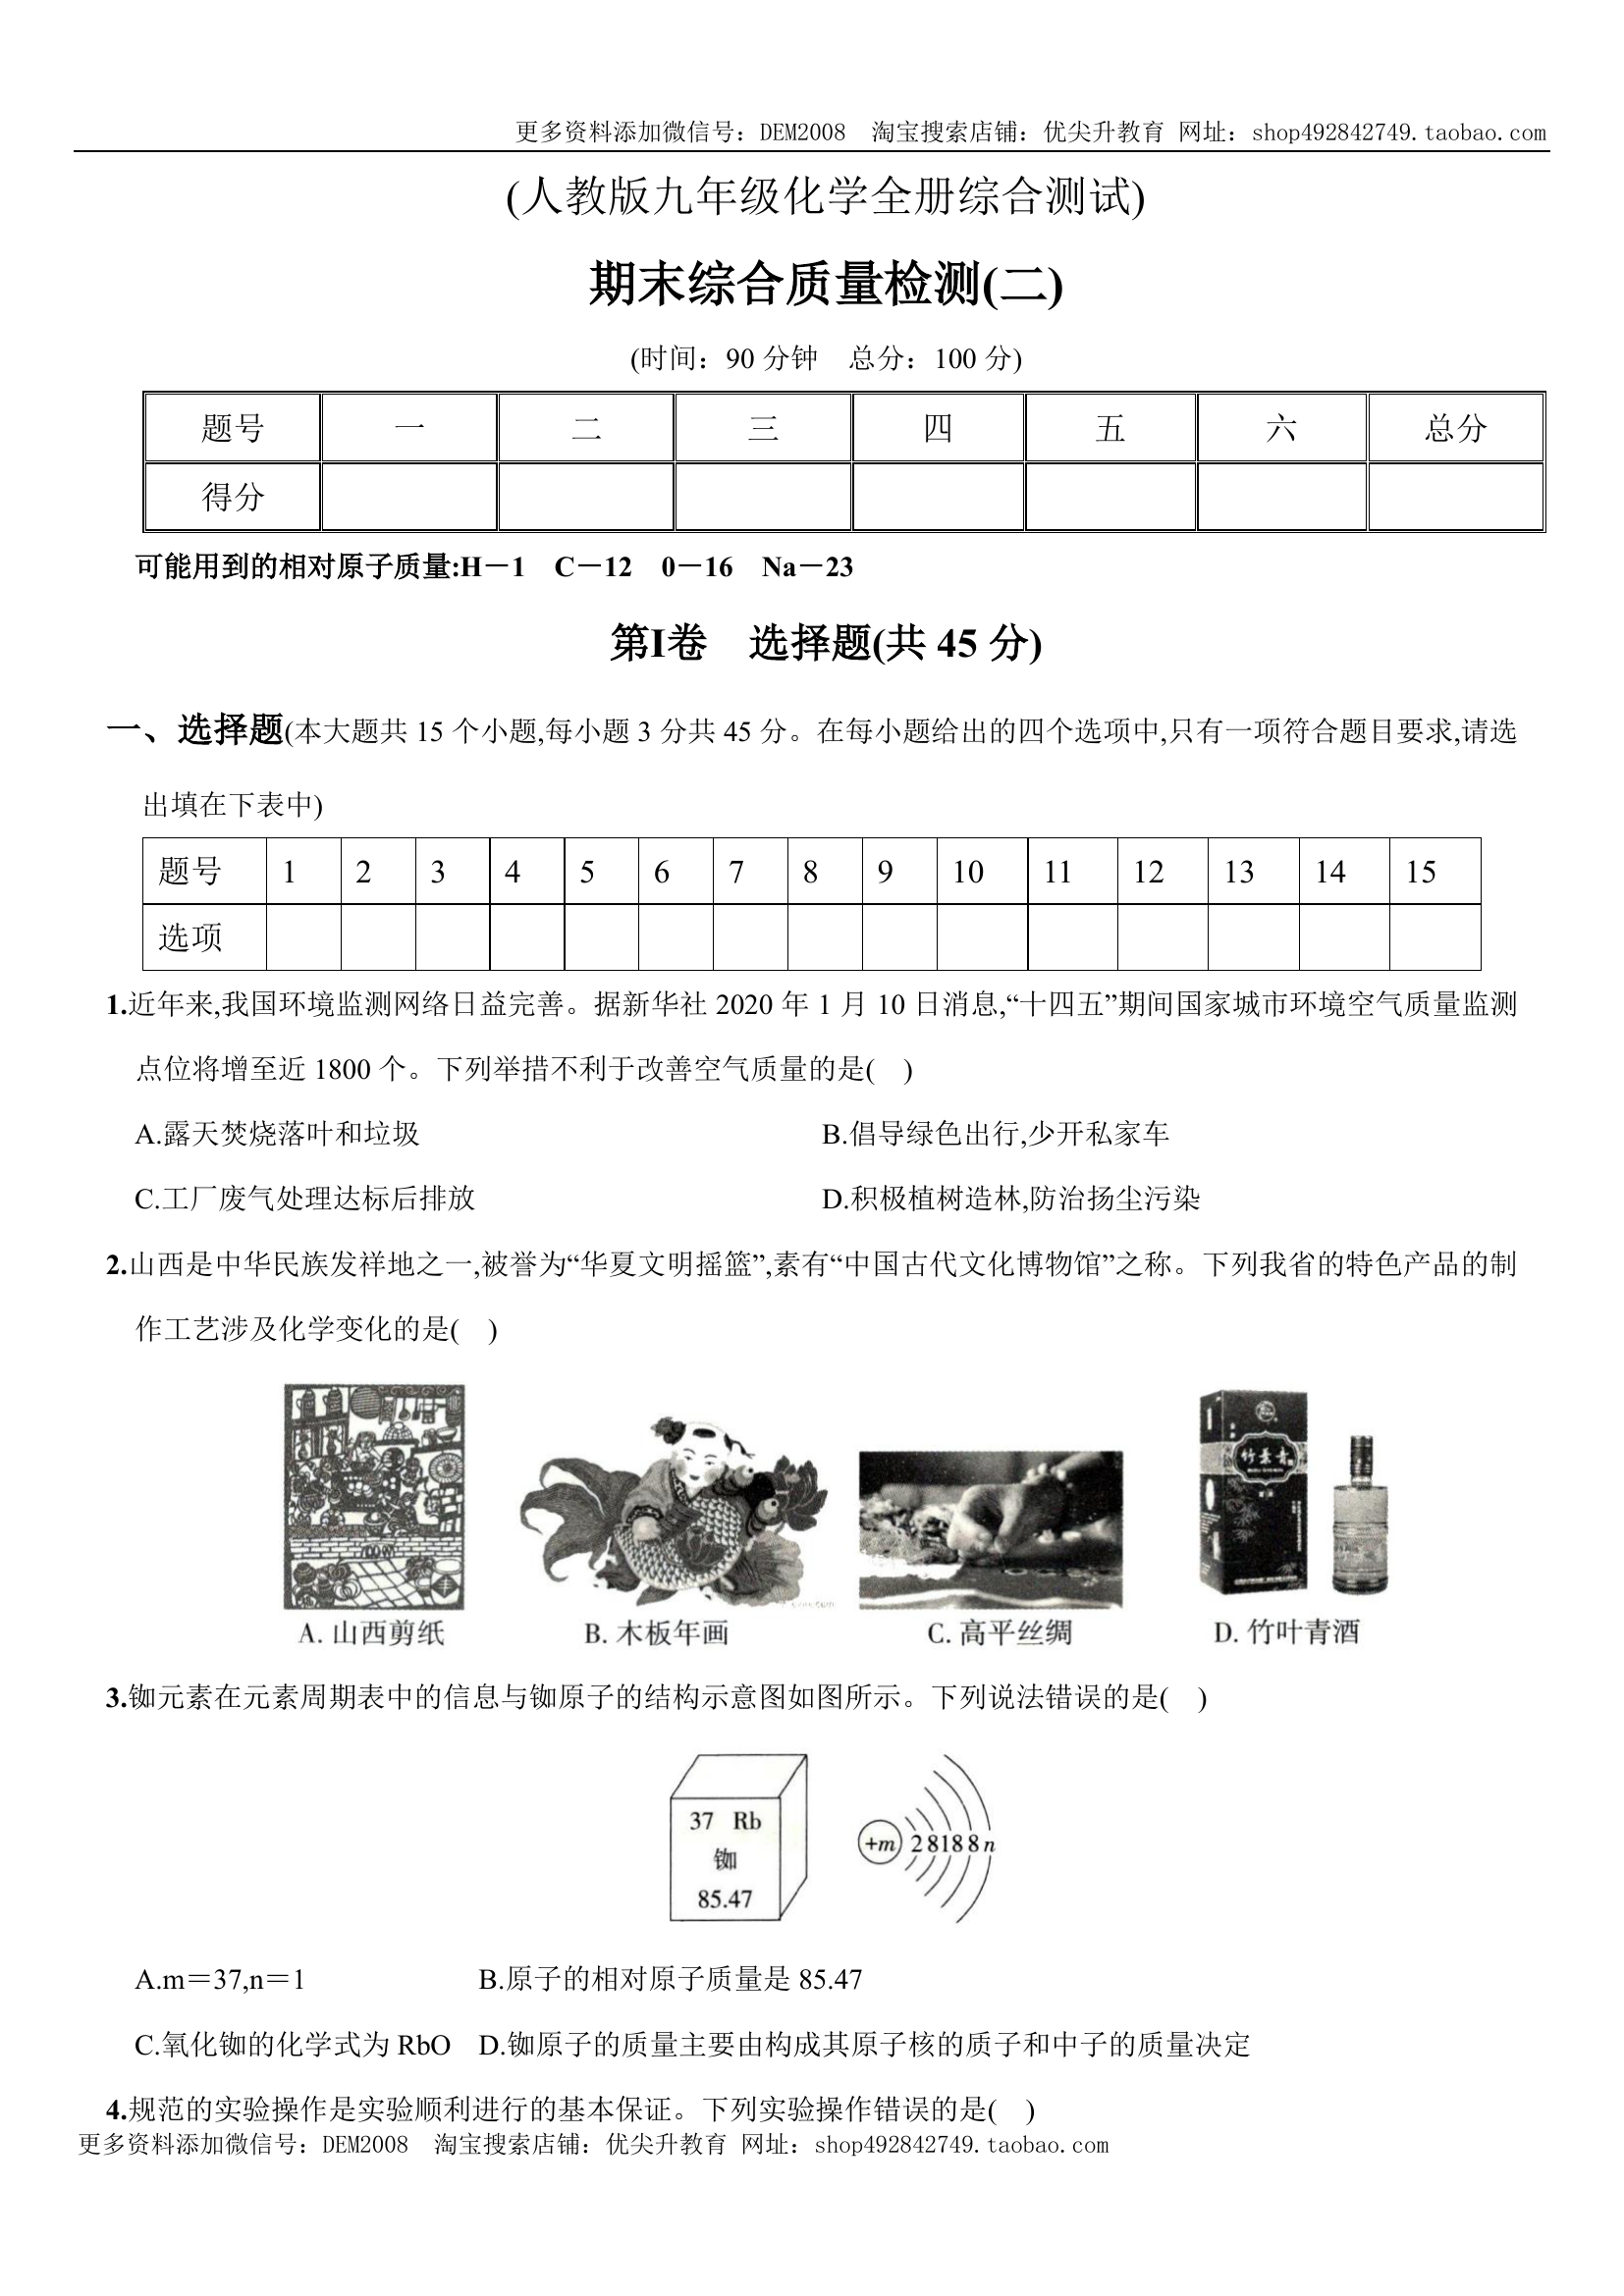 更多资料添加微信号：DEM2008 淘宝搜索店铺：优尖升教育 网址：shop492842749.taobao.com
(人教版九年级化学全册综合测试)
期末综合质量检测(二)
(时间：90 分钟 总分：100 分)
题号 一 二 三 四 五 六 总分
得分
可能用到的相对原子质量:H－1 C－12 0－16 Na－23
第Ⅰ卷 选择题(共 45 分)
一、选择题(本大题共 15 个小题,每小题 3 分共 45 分。在每小题给出的四个选项中,只有一项符合题目要求,请选
出填在下表中)
题号 1 2 3 4 5 6 7 8 9 10 11 12 13 14 15
选项
1.近年来,我国环境监测网络日益完善。据新华社 2020 年 1 月 10 日消息,“十四五”期间国家城市环境空气质量监测
点位将增至近 1800 个。下列举措不利于改善空气质量的是( )
A.露天焚烧落叶和垃圾 B.倡导绿色出行,少开私家车
C.工厂废气处理达标后排放 D.积极植树造林,防治扬尘污染
2.山西是中华民族发祥地之一,被誉为“华夏文明摇篮”,素有“中国古代文化博物馆”之称。下列我省的特色产品的制
作工艺涉及化学变化的是( )
竹叶青
A. 山西剪纸 B. 木板年画 C. 高平丝绸 D. 竹叶青酒
3.铷元素在元素周期表中的信息与铷原子的结构示意图如图所示。下列说法错误的是( )
37 Rb
铷
85.47
+m 2 8 18 8 n
A.m＝37,n＝1 B.原子的相对原子质量是 85.47
C.氧化铷的化学式为 RbO D.铷原子的质量主要由构成其原子核的质子和中子的质量决定
4.规范的实验操作是实验顺利进行的基本保证。下列实验操作错误的是( )
更多资料添加微信号：DEM2008 淘宝搜索店铺：优尖升教育 网址：shop492842749.taobao.com